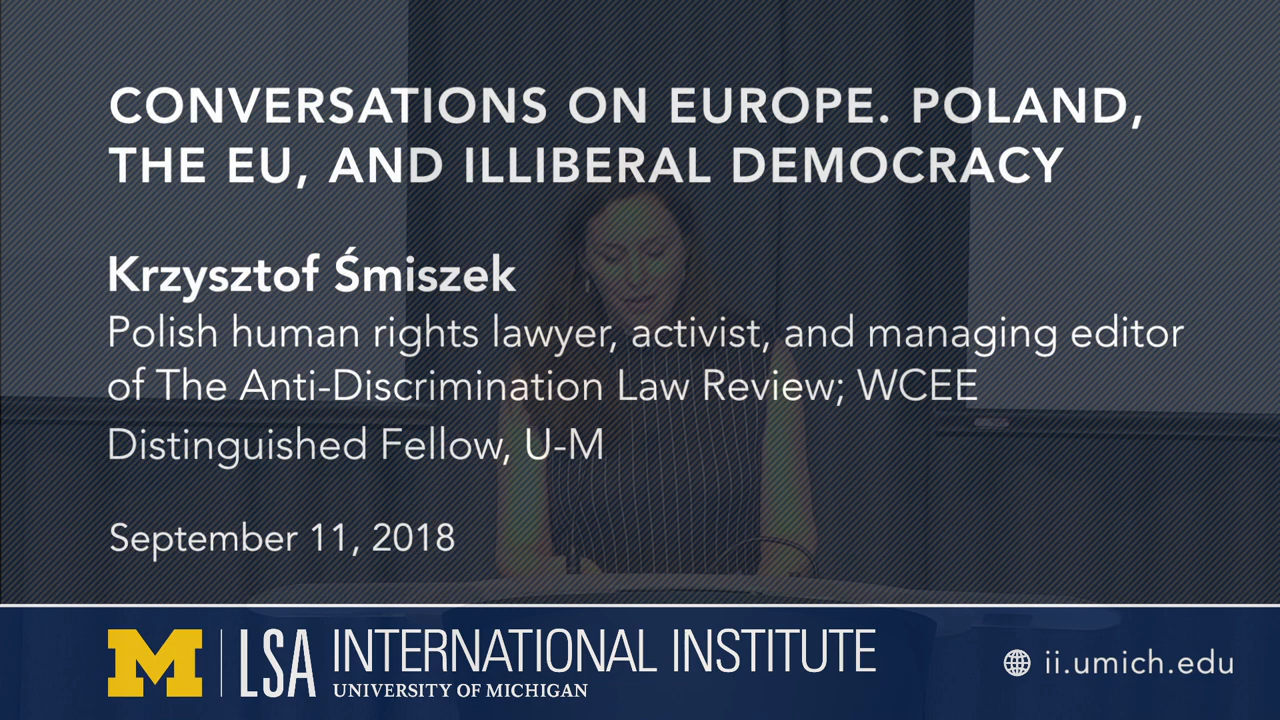 CONVERSATIONS ON EUROPE. POLAND,
THE EU, AND ILLIBERAL DEMOCRACY
Krzysztof Śmiszek
Polish human rights lawyer, activist, and managing editor
of The Anti-Discrimination Law Review; WCEE
Distinguished Fellow, U-M
September 11, 2018
M LSA INTERNATIONAL INSTITUTE
UNIVERSITY OF MICHIGAN
ii.umich.edu